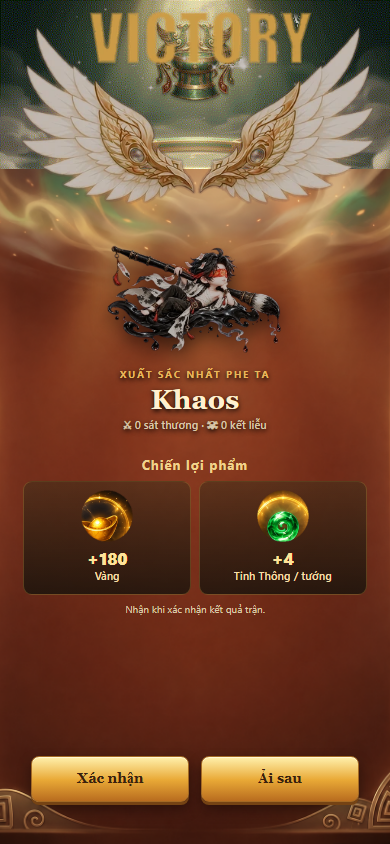 VICTORY
XUẤT SẮC NHẤT PHE TA
Khaos
0 sát thương · 0 kết liễu
Chiến lợi phẩm
+180
Vàng
+4
Tinh Thông / tướng
Nhận khi xác nhận kết quả trận.
Xác nhận
Ải sau